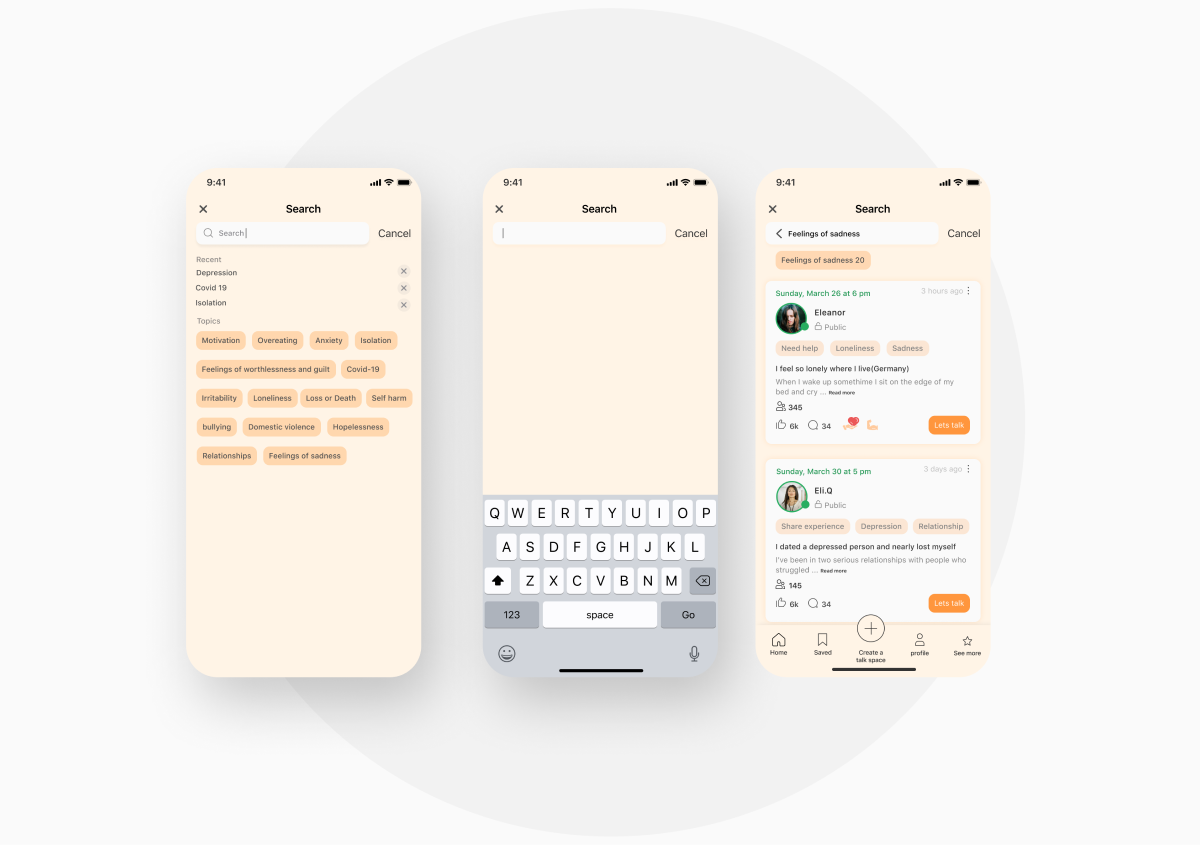 9:41
Search
Search
Cancel
Recent
Depression
Covid 19
Isolation
Topics
Motivation Overeating Anxiety Isolation
Feelings of worthlessness and guilt Covid-19
Irritability Loneliness Loss or Death Self harm
bullying Domestic violence Hopelessness
Relationships Feelings of sadness
9:41
Search
Cancel
Q W E R T Y U I O P
A S D F G H J K L
Z X C V B N M
123 space Go
9:41
Search
Feelings of sadness
Cancel
Feelings of sadness 20
Sunday, March 26 at 6 pm 3 hours ago
Eleanor
Public
Need help Loneliness Sadness
I feel so lonely where I live(Germany)
When I wake up somethime I sit on the edge of my
bed and cry ... Read more
345
6k 34 Lets talk
Sunday, March 30 at 5 pm 3 days ago
Eli.Q
Public
Share experience Depression Relationship
I dated a depressed person and nearly lost myself
I've been in two serious relationships with people who
struggled ... Read more
145
6k 34 Lets talk
Home Saved Create a profile See more
talk space